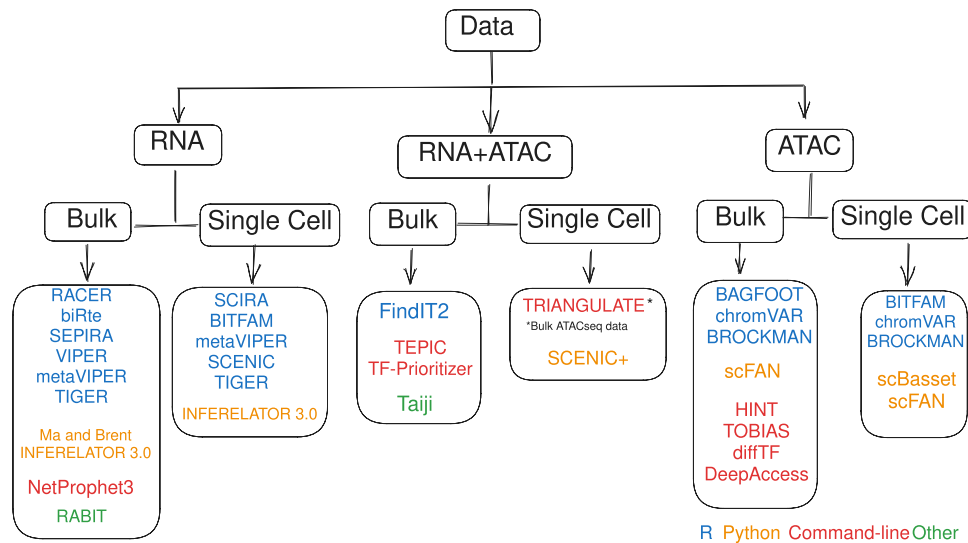 Data
RNA
RNA+ATAC
ATAC
Bulk
Single Cell
Bulk
Single Cell
Bulk
Single Cell
RACER
biRte
SEPIRA
VIPER
metaVIPER
TIGER
Ma and Brent
INFERELATOR 3.0
NetProphet3
RABIT
SCIRA
BITFAM
metaVIPER
SCENIC
TIGER
INFERELATOR 3.0
FindIT2
TEPIC
TF-Prioritizer
Taiji
TRIANGULATE*
*Bulk ATACseq data
SCENIC+
BAGFOOT
chromVAR
BROCKMAN
scFAN
HINT
TOBIAS
diffTF
DeepAccess
BITFAM
chromVAR
BROCKMAN
scBasset
scFAN
R Python Command-line Other